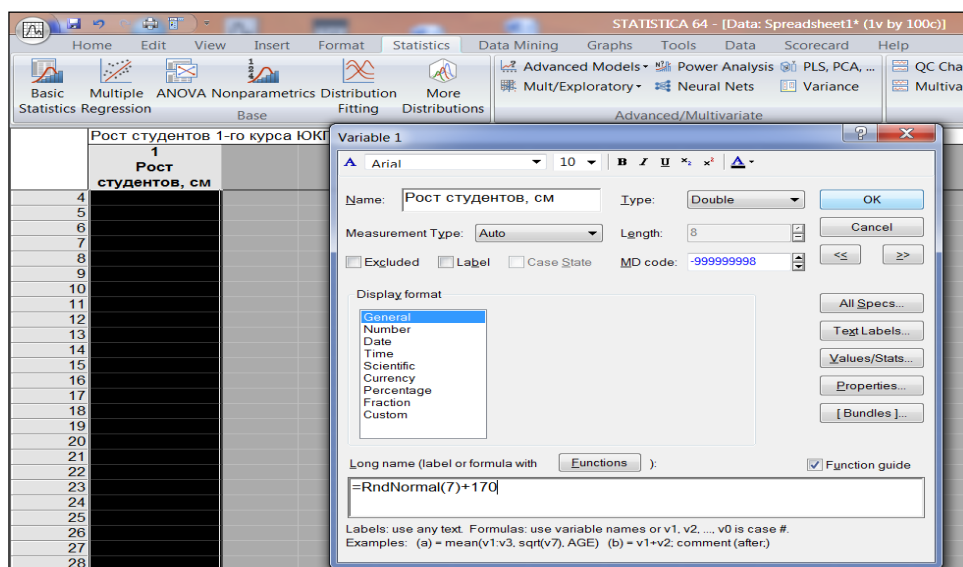 STATISTICA 64 - [Data: Spreadsheet1* (1v by 100c)]
Home Edit View Insert Format Statistics Data Mining Graphs Tools Data Scorecard Help
Basic Statistics
Multiple Regression
ANOVA
Nonparametrics
Distribution Fitting
More Distributions
Base
Advanced Models
Power Analysis
PLS, PCA, ...
QC Cha
Mult/Exploratory
Neural Nets
Variance
Multiva
Advanced/Multivariate
Рост студентов 1-го курса ЮКГ
1
Рост
студентов, см
4
5
6
7
8
9
10
11
12
13
14
15
16
17
18
19
20
21
22
23
24
25
26
27
28
Variable 1
A Arial 10 B I U x₂ x² A
Name: Рост студентов, см Type: Double OK
Measurement Type: Auto Length: 8 Cancel
Excluded Label Case State MD code: -999999998 << >>
Display format
General
Number
Date
Time
Scientific
Currency
Percentage
Fraction
Custom
All Specs...
Text Labels...
Values/Stats...
Properties...
[ Bundles ]...
Long name (label or formula with Functions ): Function guide
=RndNormal(7)+170
Labels: use any text. Formulas: use variable names or v1, v2, ..., v0 is case #.
Examples: (a) = mean(v1:v3, sqrt(v7), AGE) (b) = v1+v2; comment (after;)